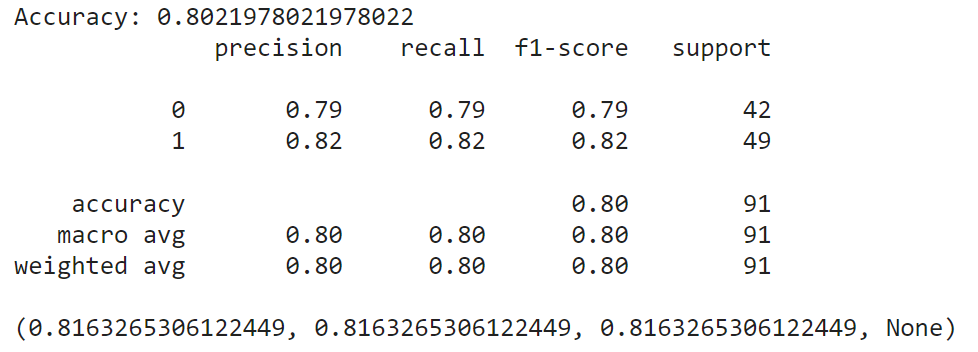 Accuracy: 0.8021978021978022
precision recall f1-score support
0 0.79 0.79 0.79 42
1 0.82 0.82 0.82 49
accuracy 0.80 91
macro avg 0.80 0.80 0.80 91
weighted avg 0.80 0.80 0.80 91
(0.8163265306122449, 0.8163265306122449, 0.8163265306122449, None)